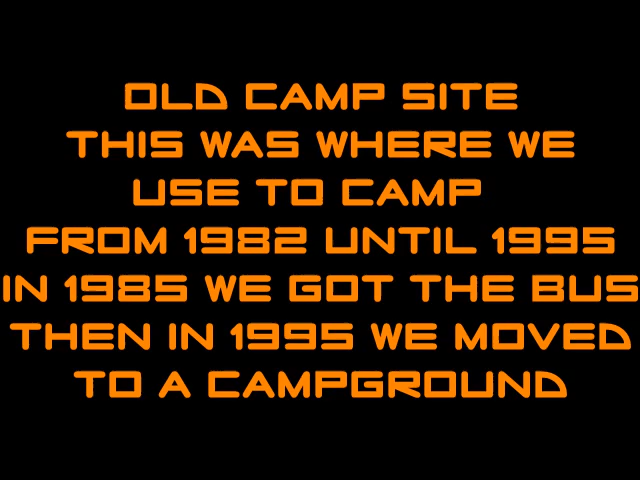 OLD CAMP SITE
THIS WAS WHERE WE
USE TO CAMP
FROM 1982 UNTIL 1995
IN 1985 WE GOT THE BUS
THEN IN 1995 WE MOVED
TO A CAMPGROUND